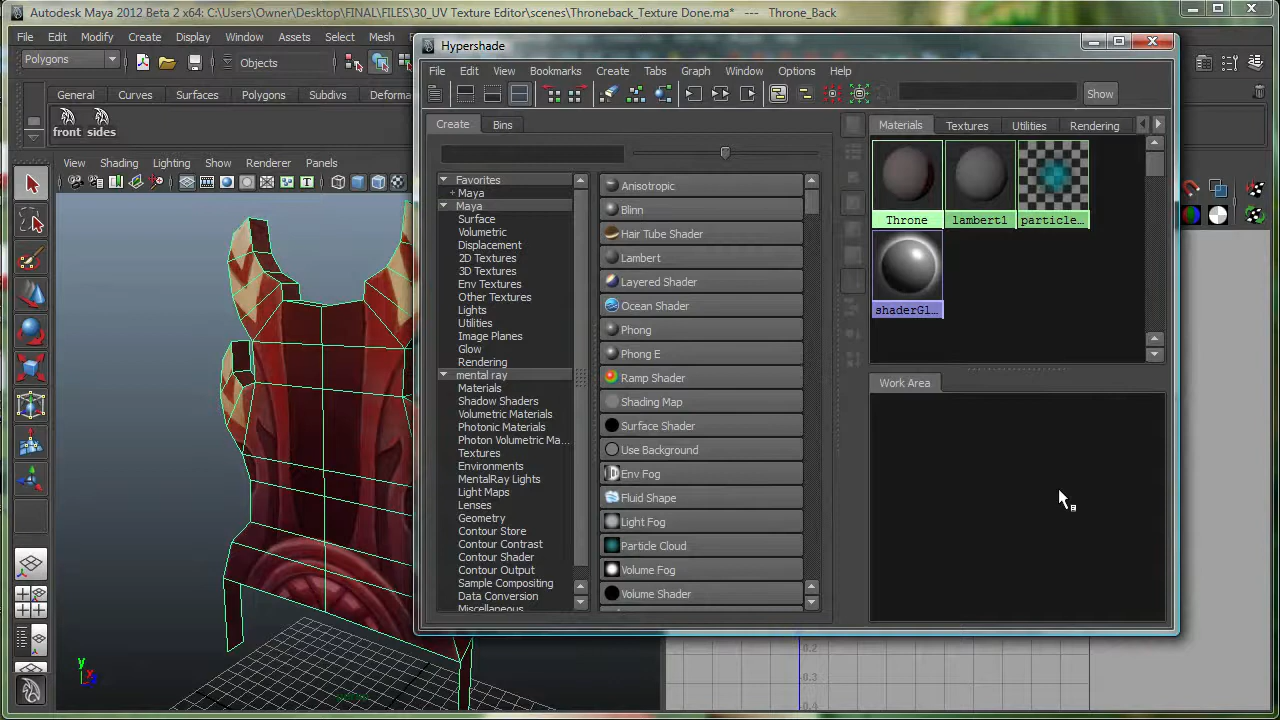 Autodesk Maya 2012 Beta 2 x64: C:\Users\Owner\Desktop\FINAL\FILES\30_UV Texture Editor\scenes\Throneback_Texture Done.ma* --- Throne_Back
File Edit Modify Create Display Window Assets Select Mesh
Hypershade
Polygons
Objects
File Edit View Bookmarks Create Tabs Graph Window Options Help
Show
General Curves Surfaces Polygons Subdivs Deforma
front sides
Create Bins
Materials Textures Utilities Rendering
View Shading Lighting Show Renderer Panels
Favorites
+ Maya
Maya
Surface
Volumetric
Displacement
2D Textures
3D Textures
Env Textures
Other Textures
Lights
Utilities
Image Planes
Glow
Rendering
mental ray
Materials
Shadow Shaders
Volumetric Materials
Photonic Materials
Photon Volumetric Ma...
Textures
Environments
MentalRay Lights
Light Maps
Lenses
Geometry
Contour Store
Contour Contrast
Contour Shader
Contour Output
Sample Compositing
Data Conversion
Miscellaneous
Anisotropic
Blinn
Hair Tube Shader
Lambert
Layered Shader
Ocean Shader
Phong
Phong E
Ramp Shader
Shading Map
Surface Shader
Use Background
Env Fog
Fluid Shape
Light Fog
Particle Cloud
Volume Fog
Volume Shader
Throne lambert1 particle...
shaderGl...
Work Area
-0.2
-0.3
-0.4
y
x
z